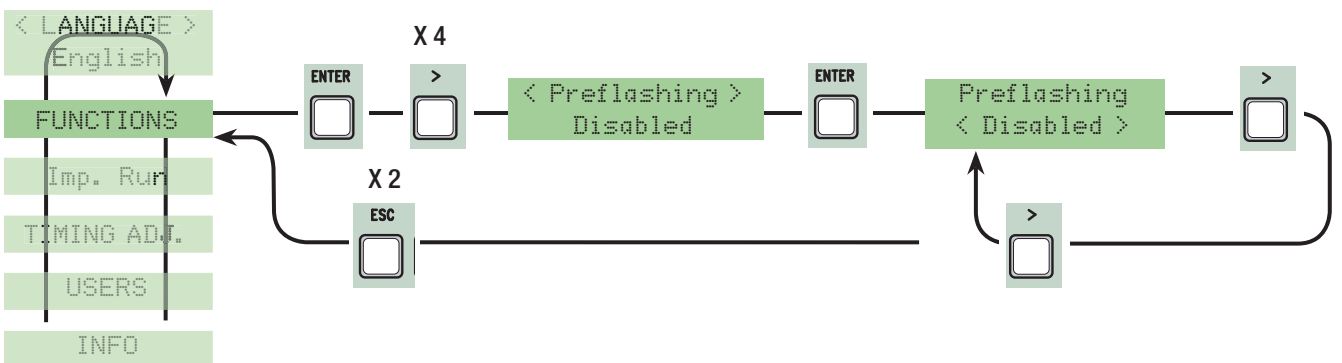 < LANGUAGE >
English
FUNCTIONS
Imp. Run
TIMING ADJ.
USERS
INFO
ENTER
X 4
>
< Preflashing >
Disabled
ENTER
Preflashing
< Disabled >
>
X 2
ESC
>